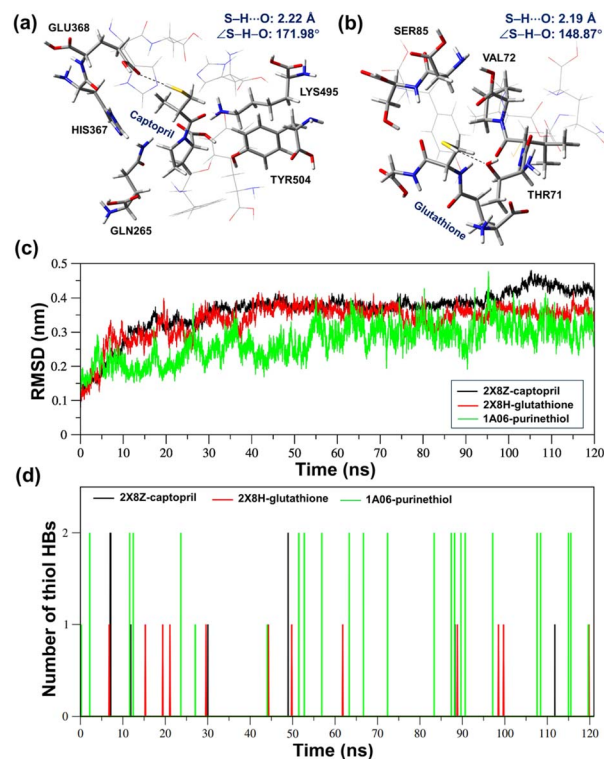 (a)
S–H···O: 2.22 Å
∠S–H–O: 171.98°
GLU368
LYS495
Captopril
HIS367
TYR504
GLN265
(b)
S–H···O: 2.19 Å
∠S–H–O: 148.87°
SER85
VAL72
THR71
Glutathione
(c)
0.5
0.4
0.3
0.2
0.1
0
RMSD (nm)
2X8Z-captopril
2X8H-glutathione
1A06-purinethiol
0 10 20 30 40 50 60 70 80 90 100 110 120
Time (ns)
(d)
2X8Z-captopril 2X8H-glutathione 1A06-purinethiol
2
1
0
Number of thiol HBs
0 10 20 30 40 50 60 70 80 90 100 110 120
Time (ns)